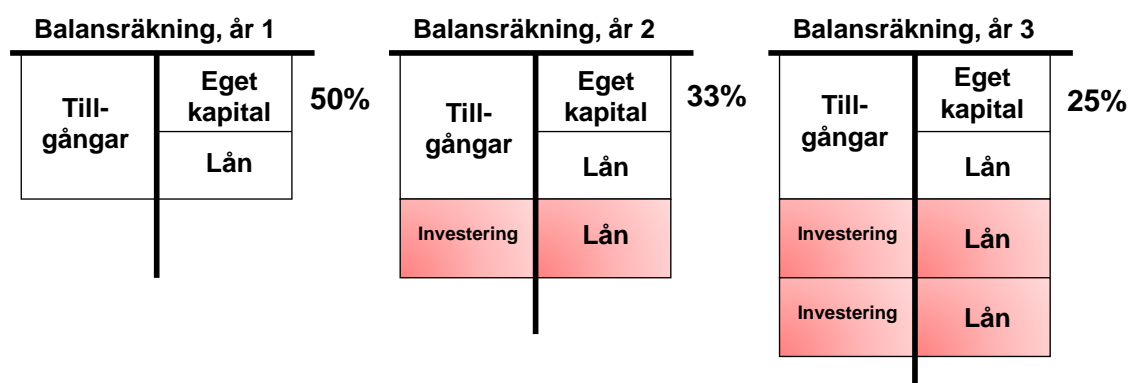 Balansräkning, år 1
Till-
gångar
Eget
kapital
Lån
50%
Balansräkning, år 2
Till-
gångar
Eget
kapital
Lån
Investering
Lån
33%
Balansräkning, år 3
Till-
gångar
Eget
kapital
Lån
Investering
Lån
Investering
Lån
25%